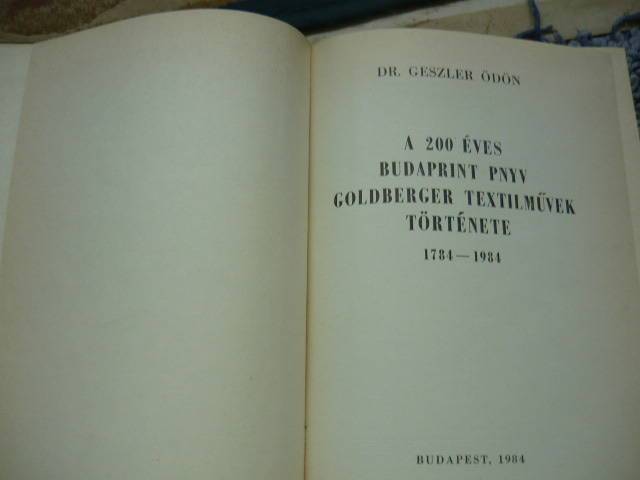 DR. GESZLER ÖDÖN
A 200 ÉVES
BUDAPRINT PNYV
GOLDBERGER TEXTILMŰVEK
TÖRTÉNETE
1784—1984
BUDAPEST, 1984